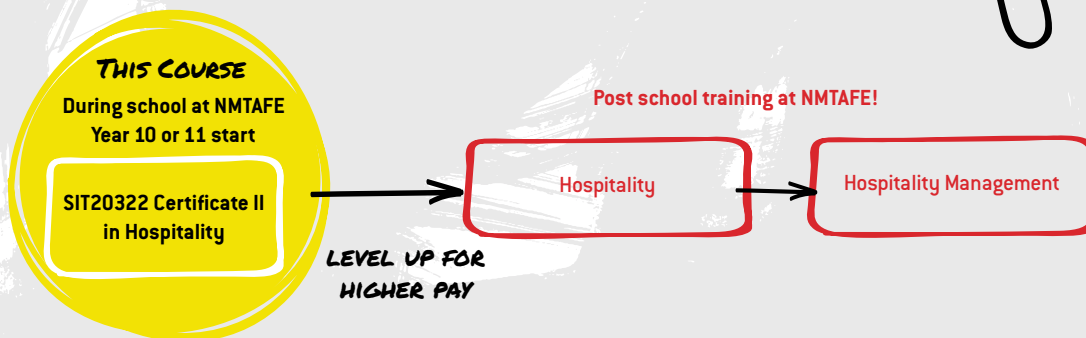 THIS COURSE
During school at NMTAFE
Year 10 or 11 start
SIT20322 Certificate II
in Hospitality
LEVEL UP FOR
HIGHER PAY
Post school training at NMTAFE!
Hospitality
Hospitality Management